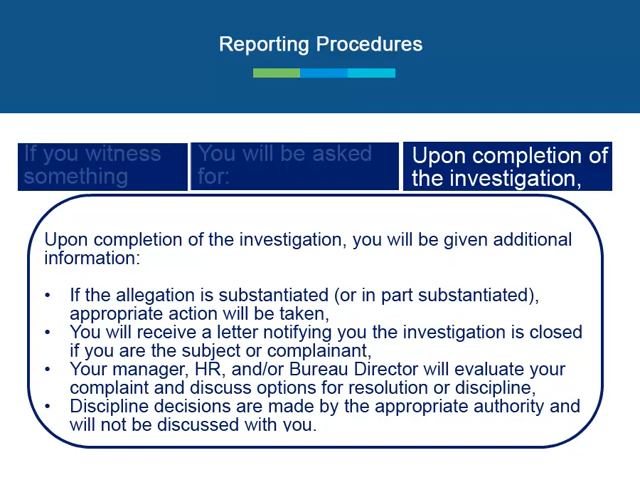 Reporting Procedures
If you witness
something
You will be asked
for:
Upon completion of
the investigation,
Upon completion of the investigation, you will be given additional
information:
• If the allegation is substantiated (or in part substantiated),
appropriate action will be taken,
• You will receive a letter notifying you the investigation is closed
if you are the subject or complainant,
• Your manager, HR, and/or Bureau Director will evaluate your
complaint and discuss options for resolution or discipline,
• Discipline decisions are made by the appropriate authority and
will not be discussed with you.